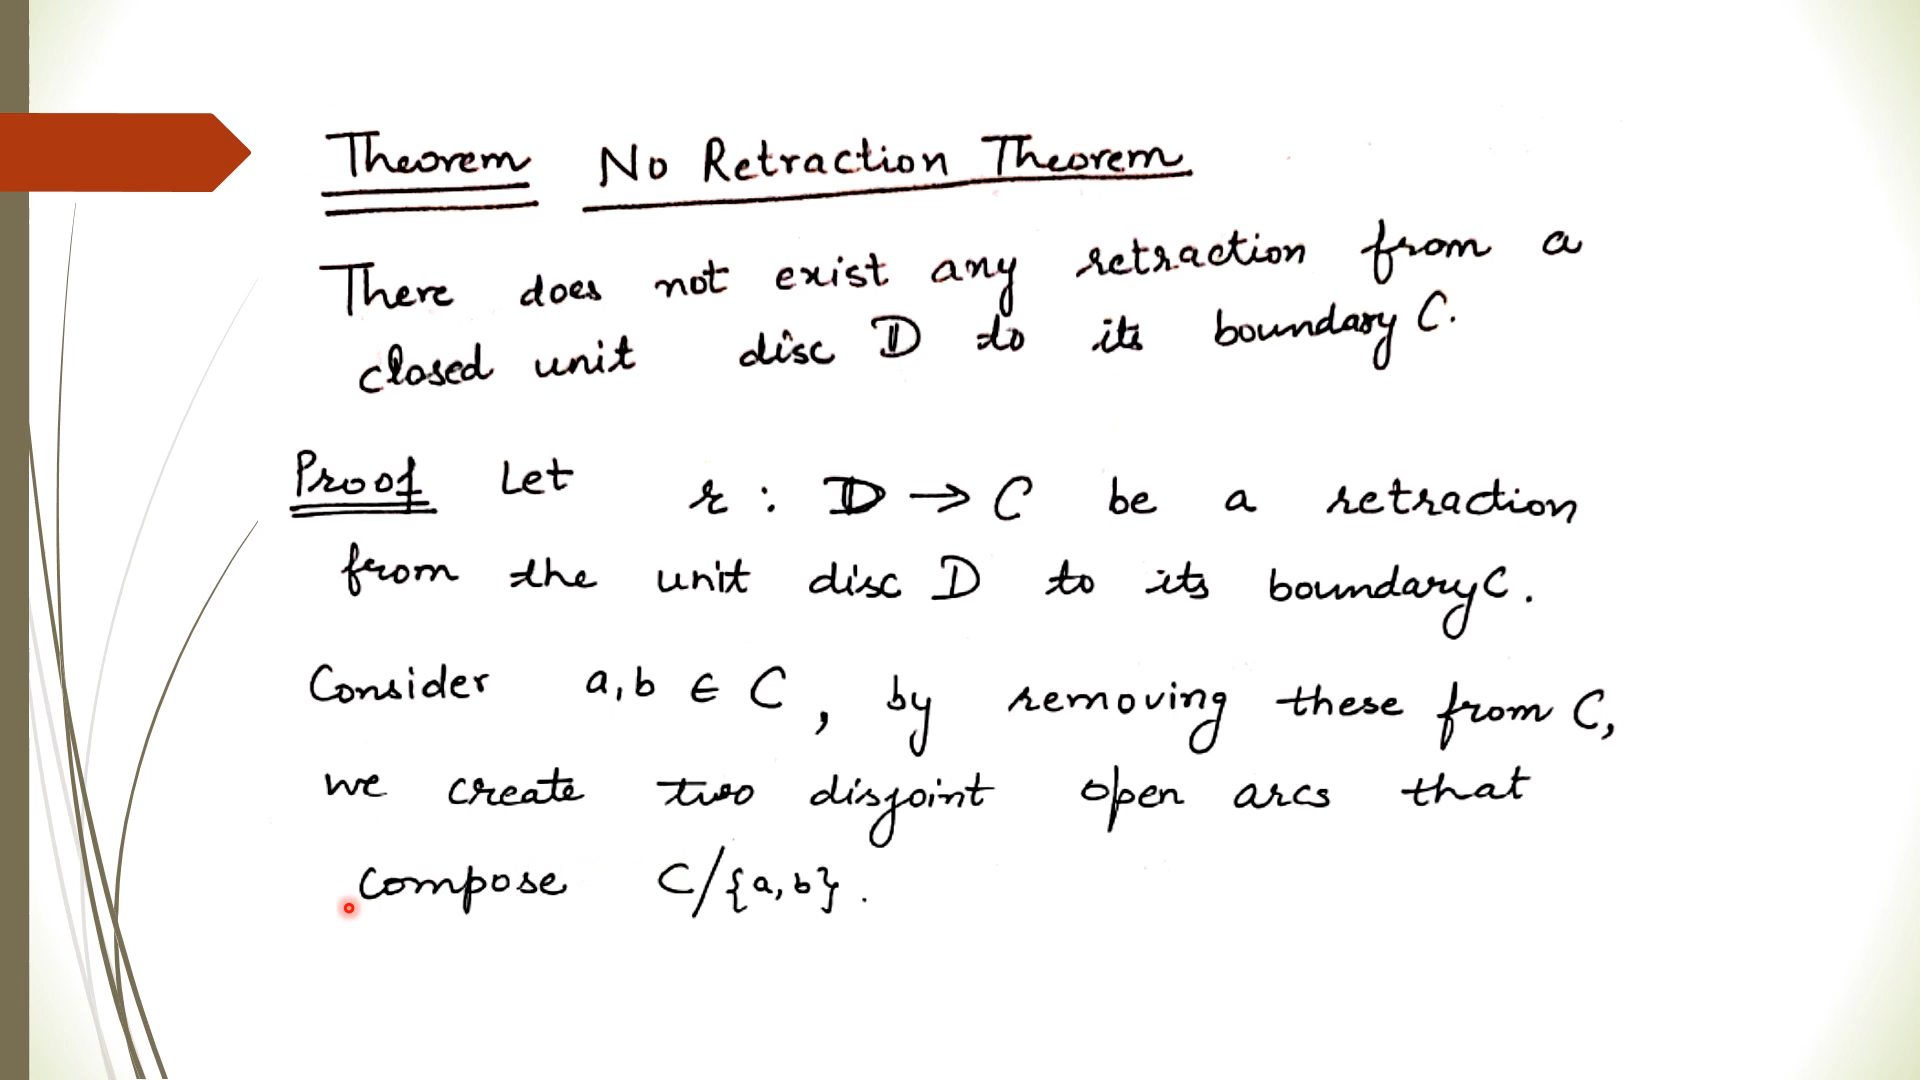 Theorem No Retraction Theorem
There does not exist any retraction from a
closed unit disc D to its boundary C.
Proof Let r : D → C be a retraction
from the unit disc D to its boundary C.
Consider a, b ∈ C, by removing these from C,
we create two disjoint open arcs that
compose C/{a,b}.